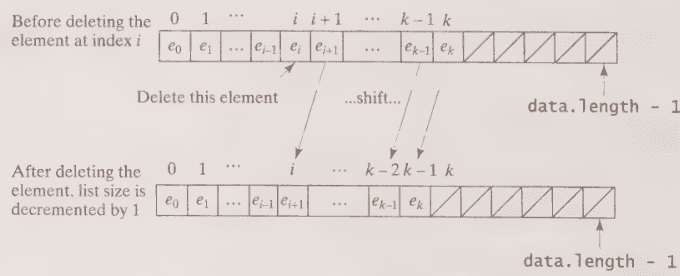 Before deleting the 0 1 ... i i+1 ... k−1 k
element at index i e₀ e₁ ... eᵢ₋₁ eᵢ eᵢ₊₁ ... eₖ₋₁ eₖ
Delete this element ...shift... data.length - 1
After deleting the 0 1 ... i ... k−2 k−1 k
element, list size is
decremented by 1 e₀ e₁ ... eᵢ₋₁ eᵢ₊₁ ... eₖ₋₁ eₖ
data.length - 1